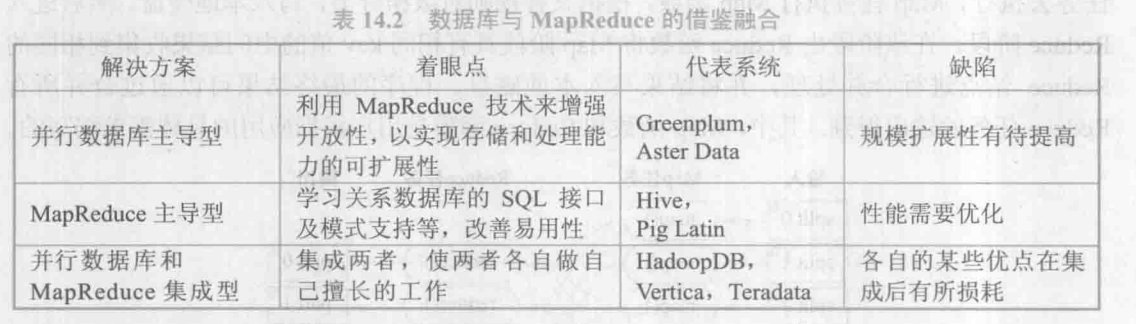 表 14.2 数据库与 MapReduce 的借鉴融合
解决方案 着眼点 代表系统 缺陷
并行数据库主导型
利用 MapReduce 技术来增强
开放性，以实现存储和处理能
力的可扩展性
Greenplum，
Aster Data
规模扩展性有待提高
MapReduce 主导型
学习关系数据库的 SQL 接口
及模式支持等，改善易用性
Hive，
Pig Latin
性能需要优化
并行数据库和
MapReduce 集成型
集成两者，使两者各自做自
己擅长的工作
HadoopDB，
Vertica，Teradata
各自的某些优点在集
成后有所损耗